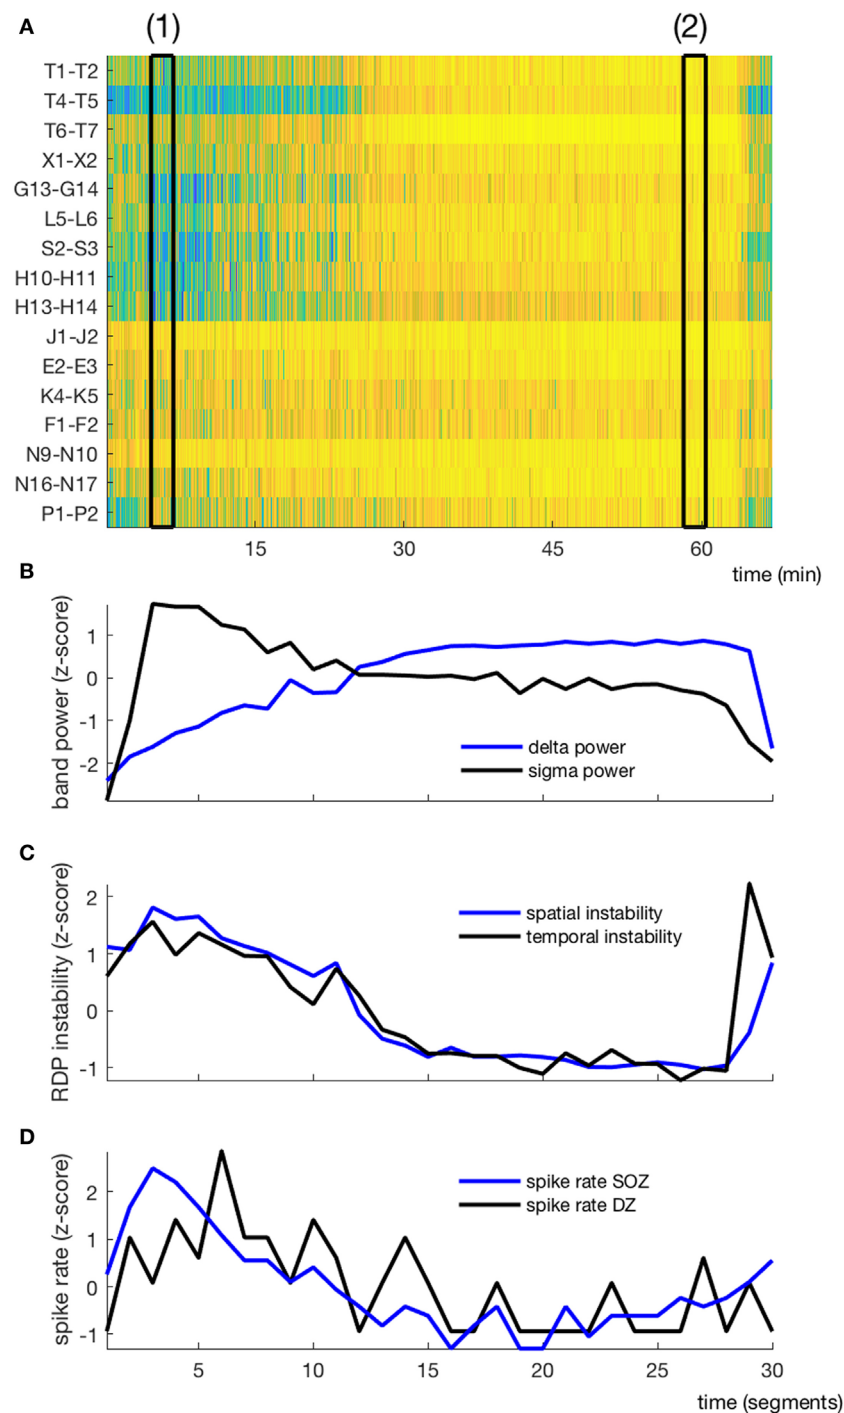 A
(1)
(2)
T1-T2
T4-T5
T6-T7
X1-X2
G13-G14
L5-L6
S2-S3
H10-H11
H13-H14
J1-J2
E2-E3
K4-K5
F1-F2
N9-N10
N16-N17
P1-P2
15
30
45
60
time (min)
B
band power (z-score)
1
0
-1
-2
delta power
sigma power
C
RDP instability (z-score)
2
1
0
-1
spatial instability
temporal instability
D
spike rate (z-score)
2
1
0
-1
spike rate SOZ
spike rate DZ
5
10
15
20
25
30
time (segments)